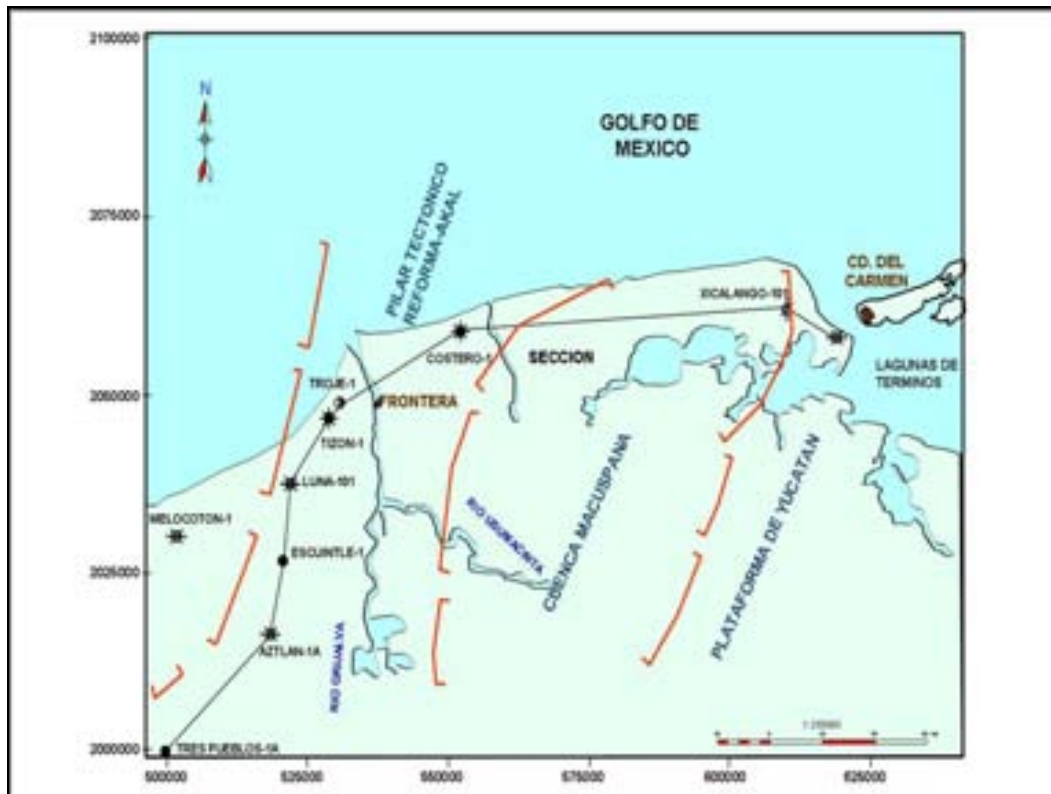 2100000
N
GOLFO DE
MEXICO
2075000
PILAR TECTONICO
REFORMA-AKAL
CD. DEL
CARMEN
XICALANGO-101
COSTERO-1
SECCION
LAGUNAS DE
TERMINOS
2050000
TROJE-1
FRONTERA
TIZON-1
LUNA-101
MELOCOTON-1
RIO USUMACINTA
CUENCA MACUSPANA
PLATAFORMA DE YUCATAN
2025000
ESCUINTLE-1
AZTLAN-1A
RIO GRIJALVA
2000000
TRES PUEBLOS-1A
500000
525000
550000
575000
600000
625000